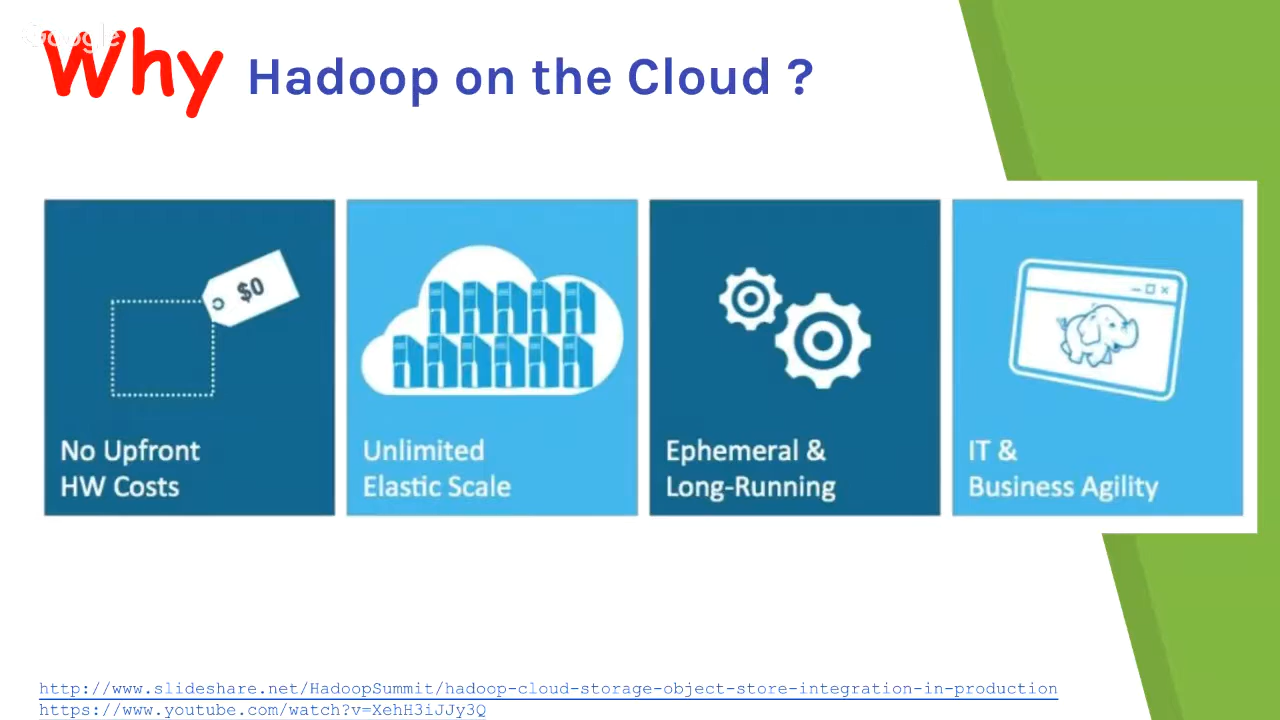 Google
Why Hadoop on the Cloud ?
$0
No Upfront
HW Costs
Unlimited
Elastic Scale
Ephemeral &
Long-Running
IT &
Business Agility
http://www.slideshare.net/HadoopSummit/hadoop-cloud-storage-object-store-integration-in-production
https://www.youtube.com/watch?v=XehH3iJJy3Q